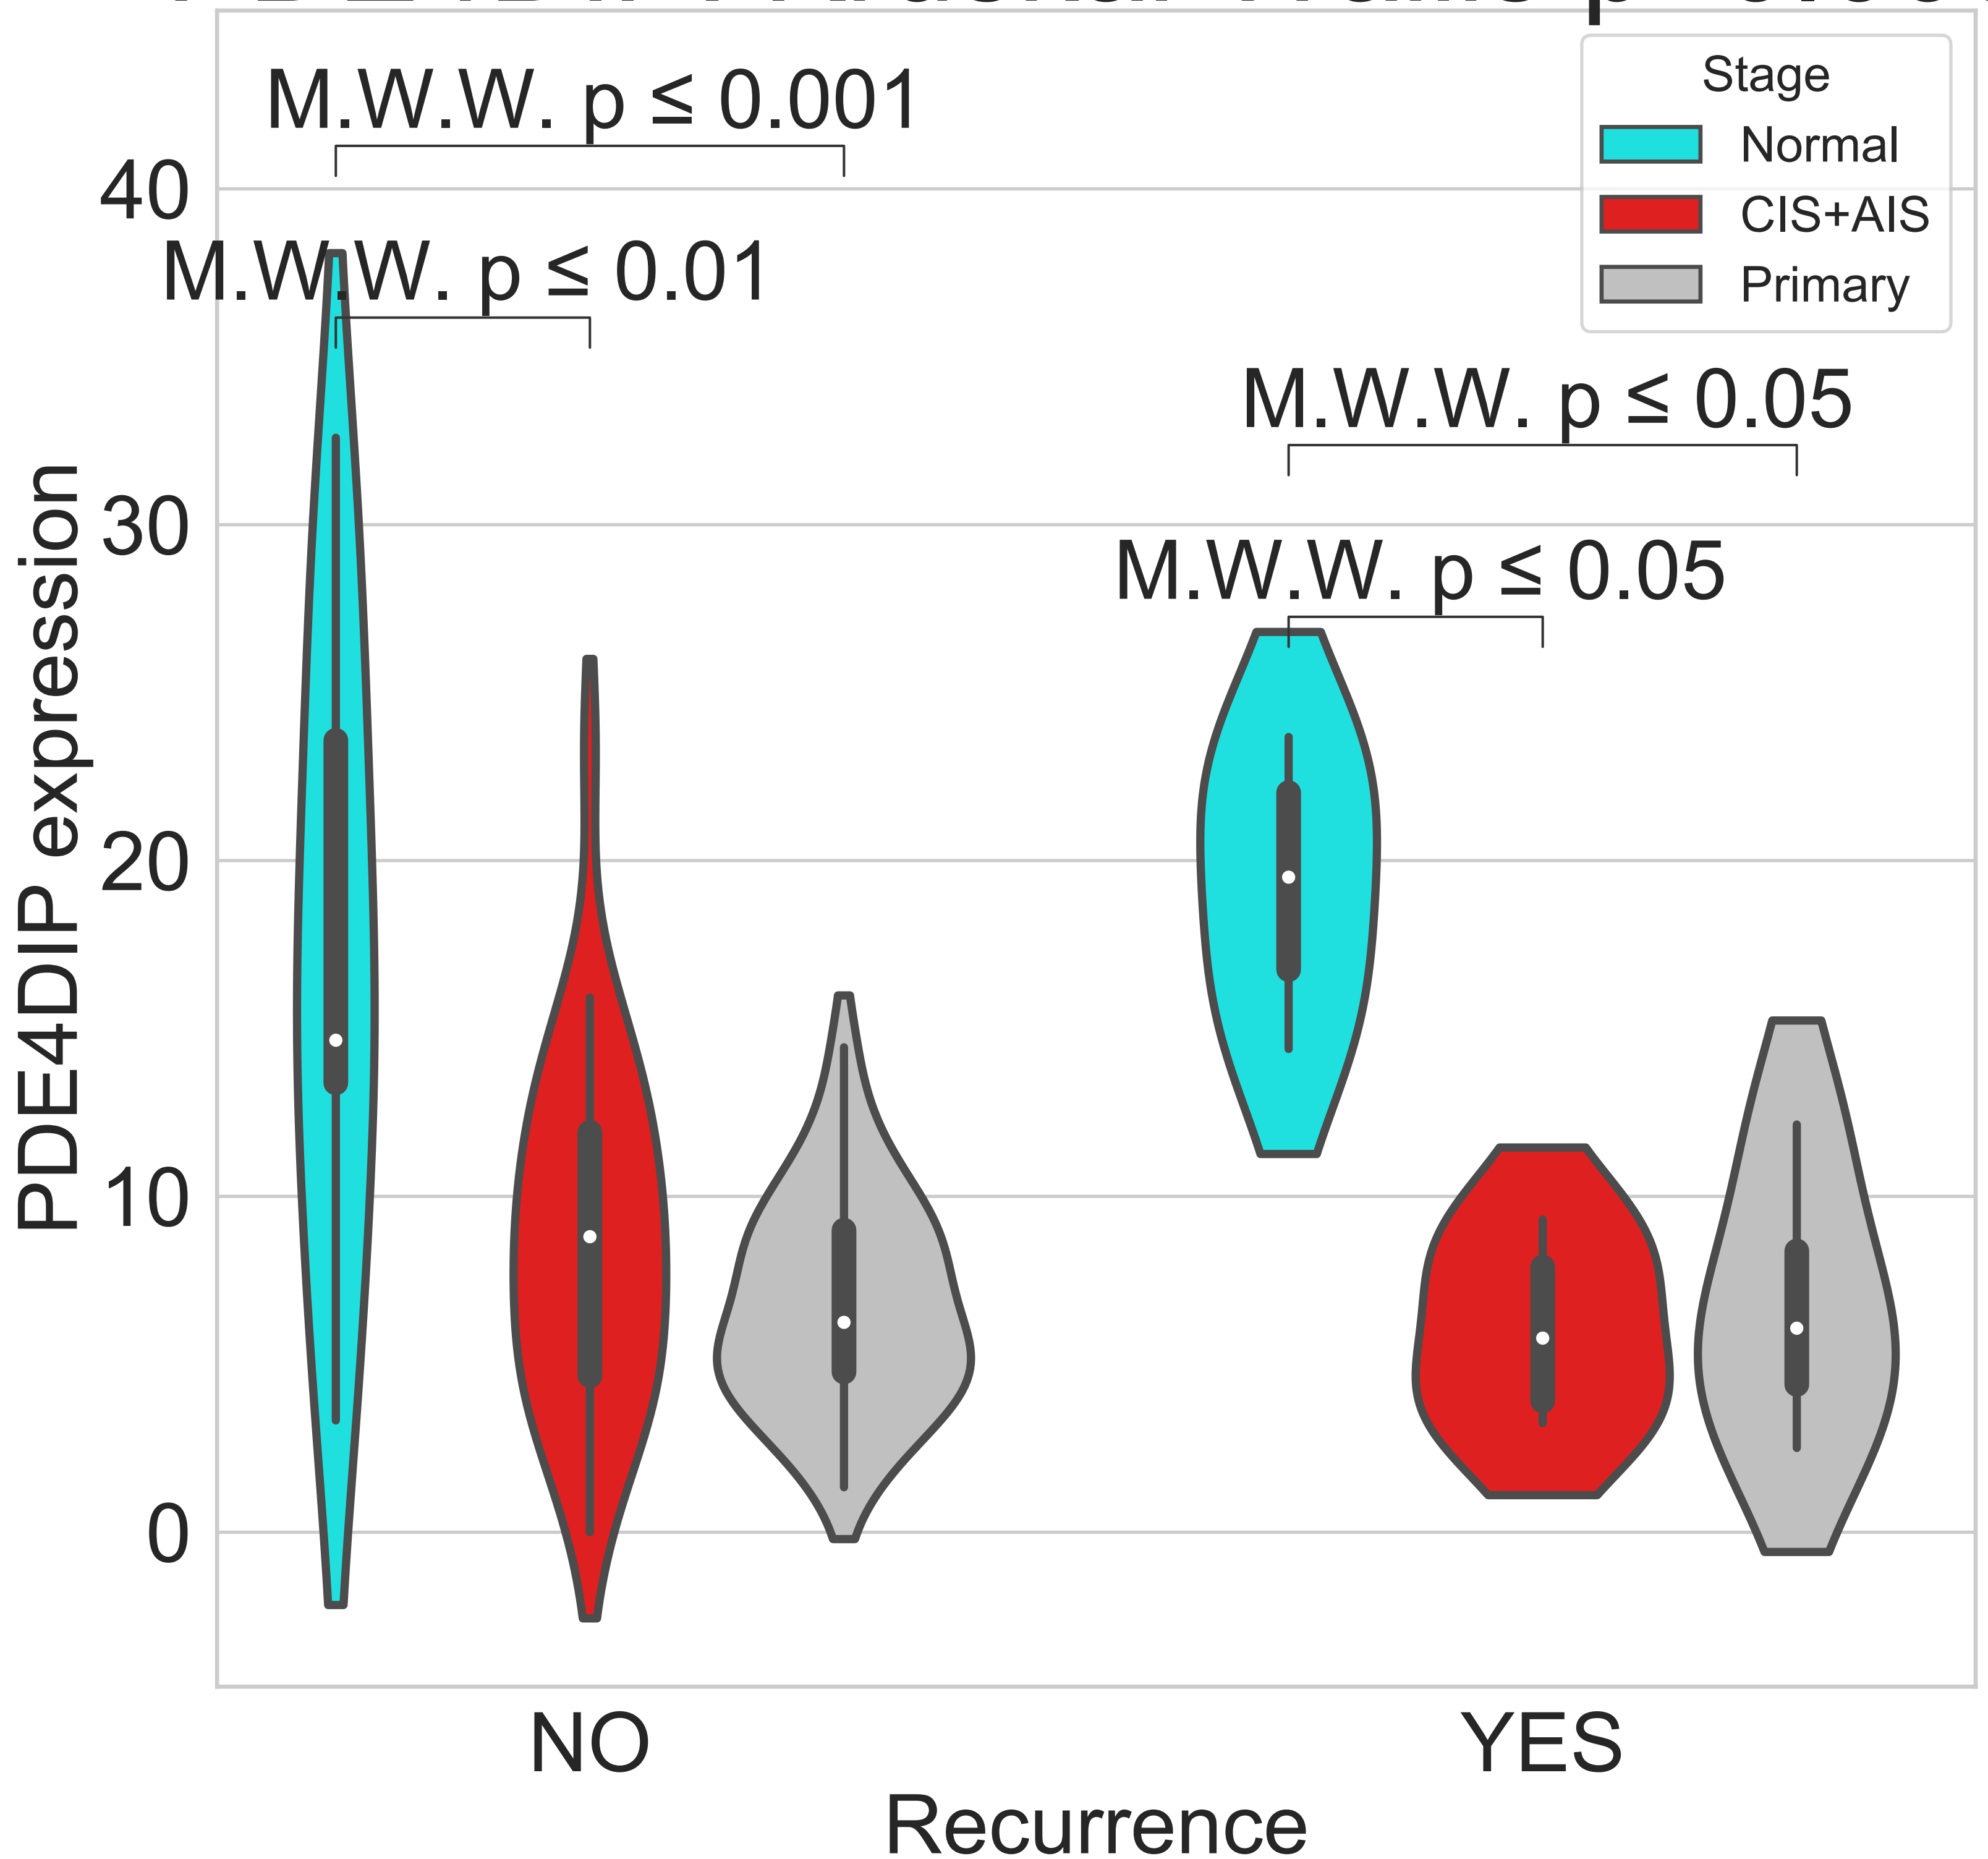 M.W.W. p ≤ 0.001
Stage
Normal
CIS+AIS
Primary
40
M.W.W. p ≤ 0.01
M.W.W. p ≤ 0.05
30
M.W.W. p ≤ 0.05
20
10
0
PDE4DIP expression
NO
YES
Recurrence